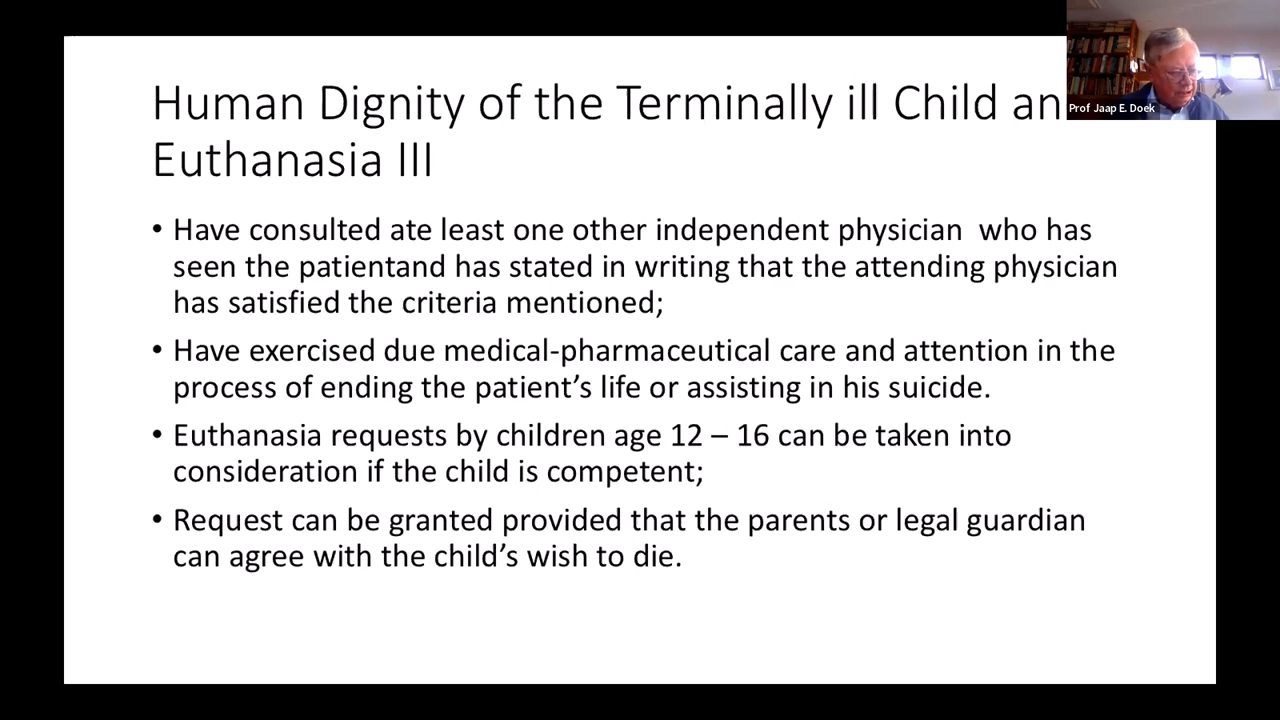 Human Dignity of the Terminally ill Child an
Euthanasia III
Prof Jaap E. Doek
• Have consulted ate least one other independent physician who has
seen the patientand has stated in writing that the attending physician
has satisfied the criteria mentioned;
• Have exercised due medical-pharmaceutical care and attention in the
process of ending the patient’s life or assisting in his suicide.
• Euthanasia requests by children age 12 – 16 can be taken into
consideration if the child is competent;
• Request can be granted provided that the parents or legal guardian
can agree with the child’s wish to die.